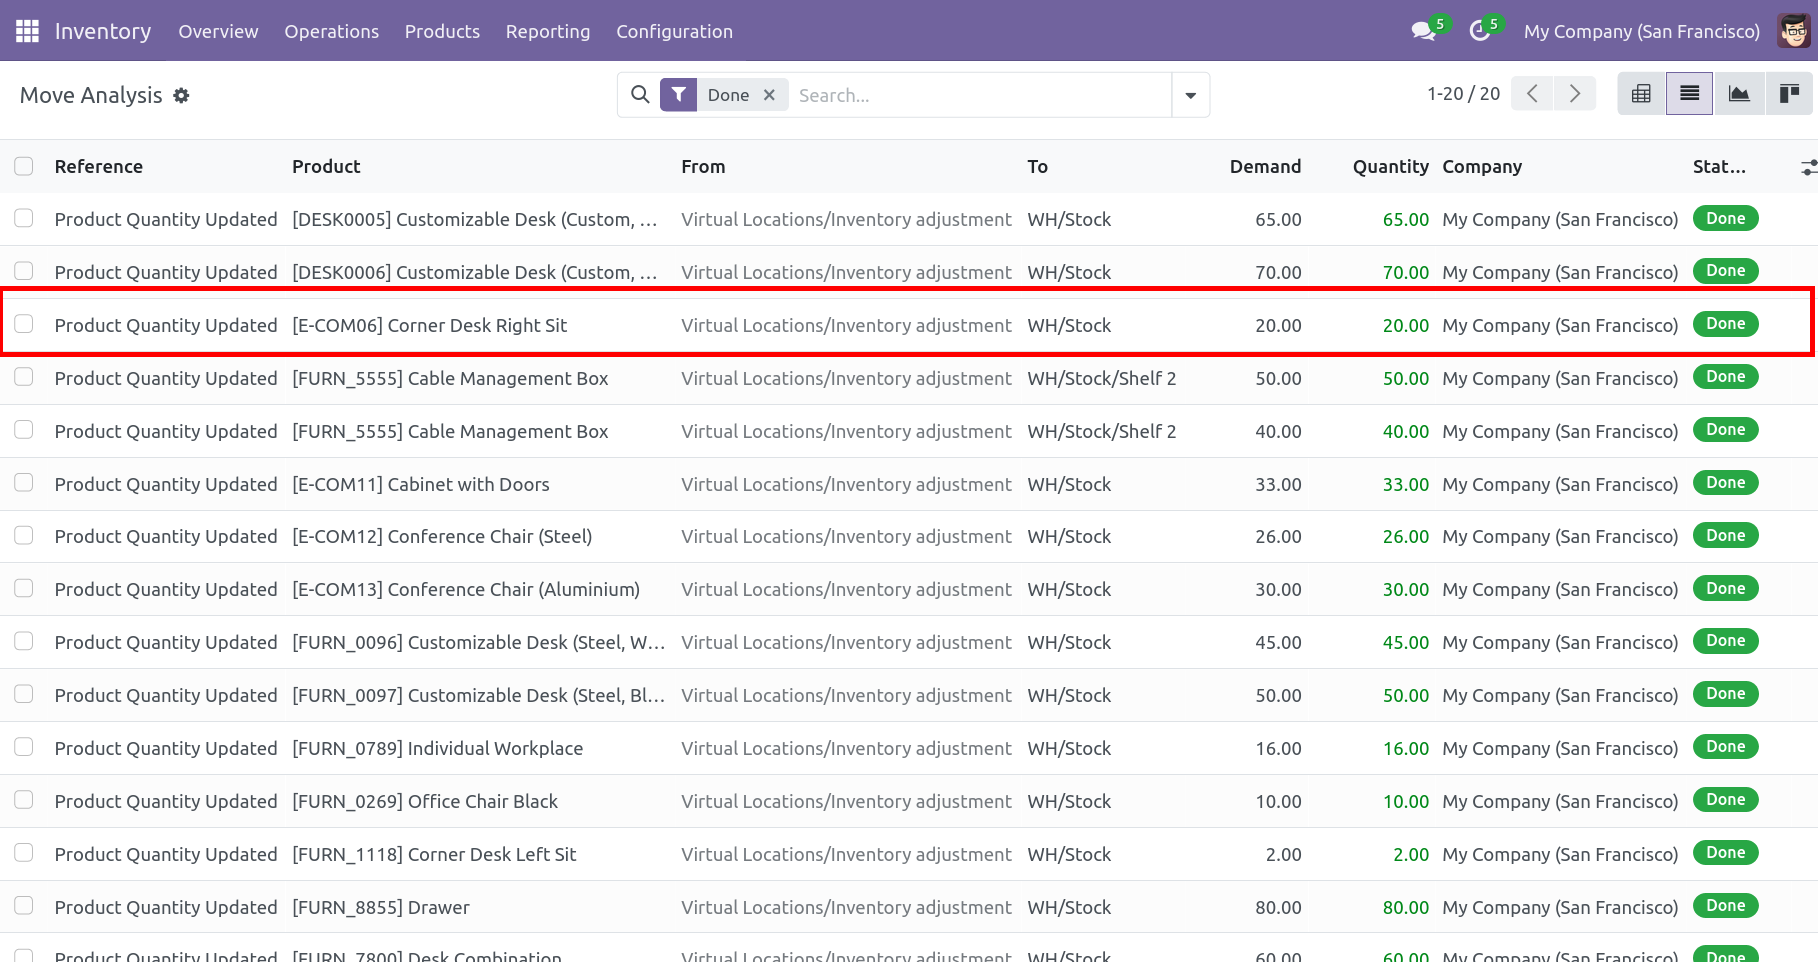 Inventory Overview Operations Products Reporting Configuration 5 5 My Company (San Francisco)
Move Analysis Done Search... 1-20 / 20
Reference Product From To Demand Quantity Company Stat...
Product Quantity Updated [DESK0005] Customizable Desk (Custom, ... Virtual Locations/Inventory adjustment WH/Stock 65.00 65.00 My Company (San Francisco) Done
Product Quantity Updated [DESK0006] Customizable Desk (Custom, ... Virtual Locations/Inventory adjustment WH/Stock 70.00 70.00 My Company (San Francisco) Done
Product Quantity Updated [E-COM06] Corner Desk Right Sit Virtual Locations/Inventory adjustment WH/Stock 20.00 20.00 My Company (San Francisco) Done
Product Quantity Updated [FURN_5555] Cable Management Box Virtual Locations/Inventory adjustment WH/Stock/Shelf 2 50.00 50.00 My Company (San Francisco) Done
Product Quantity Updated [FURN_5555] Cable Management Box Virtual Locations/Inventory adjustment WH/Stock/Shelf 2 40.00 40.00 My Company (San Francisco) Done
Product Quantity Updated [E-COM11] Cabinet with Doors Virtual Locations/Inventory adjustment WH/Stock 33.00 33.00 My Company (San Francisco) Done
Product Quantity Updated [E-COM12] Conference Chair (Steel) Virtual Locations/Inventory adjustment WH/Stock 26.00 26.00 My Company (San Francisco) Done
Product Quantity Updated [E-COM13] Conference Chair (Aluminium) Virtual Locations/Inventory adjustment WH/Stock 30.00 30.00 My Company (San Francisco) Done
Product Quantity Updated [FURN_0096] Customizable Desk (Steel, W... Virtual Locations/Inventory adjustment WH/Stock 45.00 45.00 My Company (San Francisco) Done
Product Quantity Updated [FURN_0097] Customizable Desk (Steel, Bl... Virtual Locations/Inventory adjustment WH/Stock 50.00 50.00 My Company (San Francisco) Done
Product Quantity Updated [FURN_0789] Individual Workplace Virtual Locations/Inventory adjustment WH/Stock 16.00 16.00 My Company (San Francisco) Done
Product Quantity Updated [FURN_0269] Office Chair Black Virtual Locations/Inventory adjustment WH/Stock 10.00 10.00 My Company (San Francisco) Done
Product Quantity Updated [FURN_1118] Corner Desk Left Sit Virtual Locations/Inventory adjustment WH/Stock 2.00 2.00 My Company (San Francisco) Done
Product Quantity Updated [FURN_8855] Drawer Virtual Locations/Inventory adjustment WH/Stock 80.00 80.00 My Company (San Francisco) Done
Product Quantity Updated [FURN_7800] Desk Combination Virtual Locations/Inventory adjustment WH/Stock 60.00 60.00 My Company (San Francisco) Done